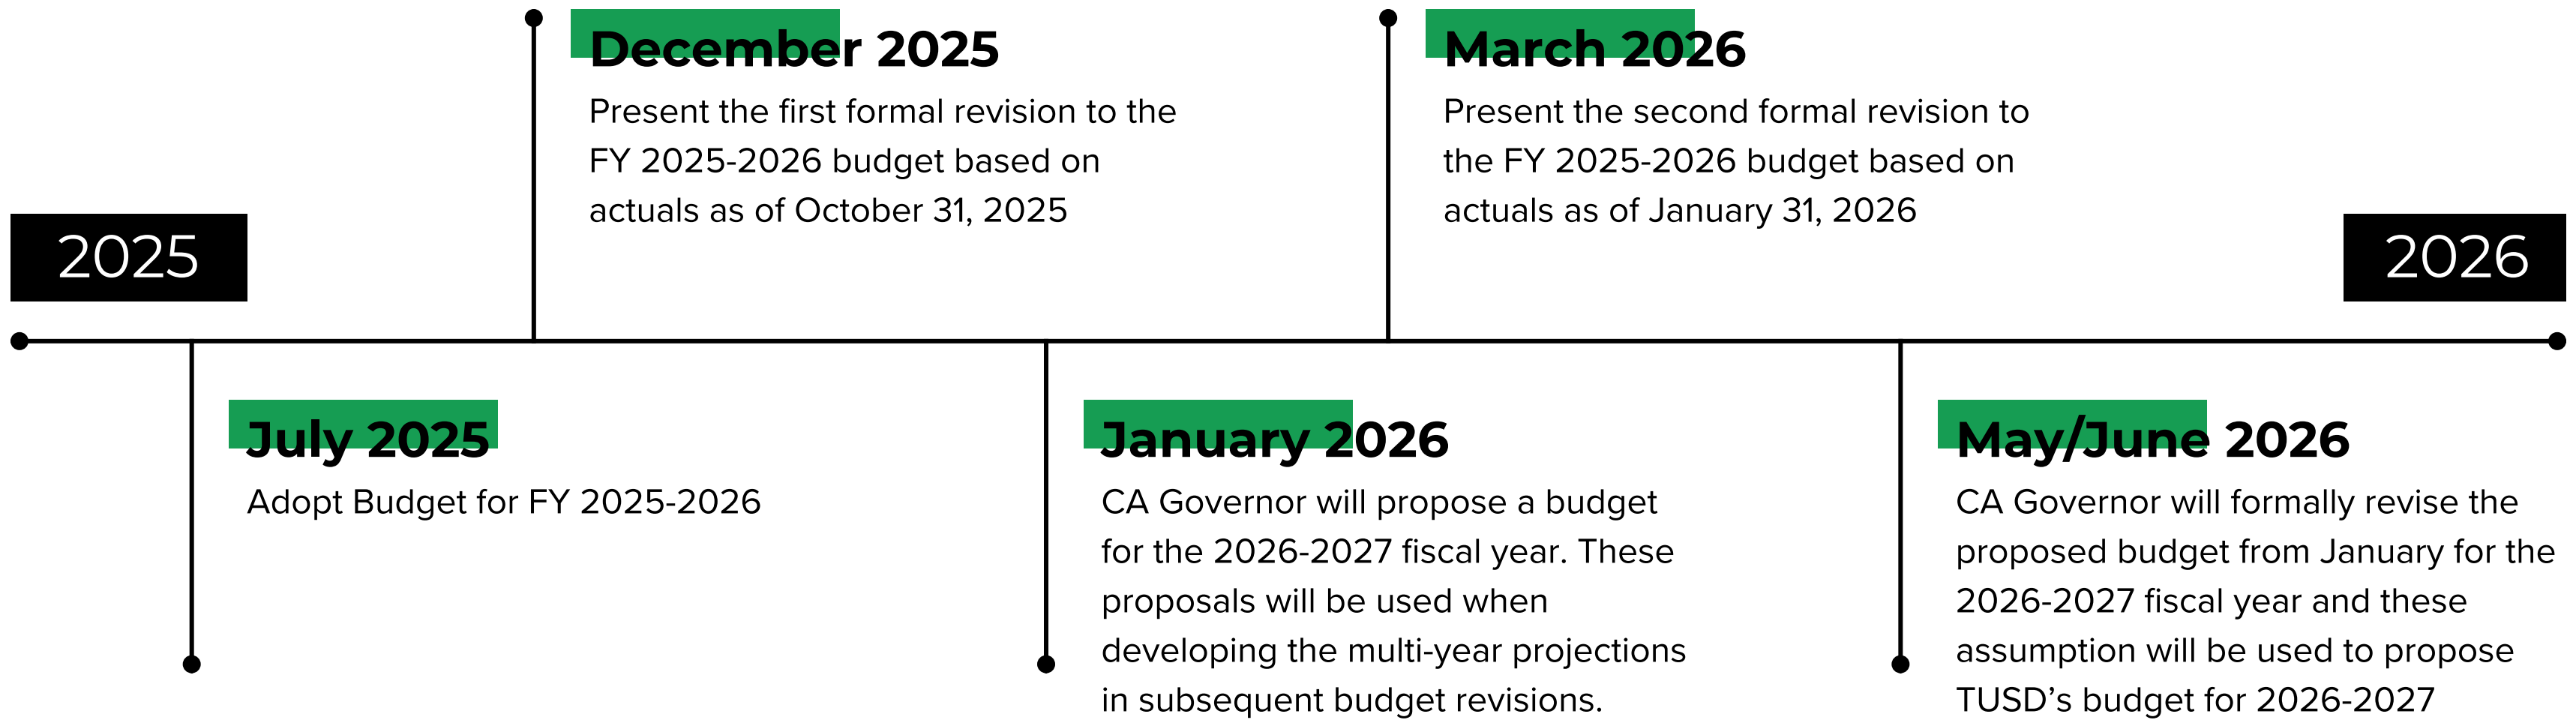 2025
July 2025
Adopt Budget for FY 2025-2026
December 2025
Present the first formal revision to the
FY 2025-2026 budget based on
actuals as of October 31, 2025
January 2026
CA Governor will propose a budget
for the 2026-2027 fiscal year. These
proposals will be used when
developing the multi-year projections
in subsequent budget revisions.
March 2026
Present the second formal revision to
the FY 2025-2026 budget based on
actuals as of January 31, 2026
May/June 2026
CA Governor will formally revise the
proposed budget from January for the
2026-2027 fiscal year and these
assumption will be used to propose
TUSD’s budget for 2026-2027
2026